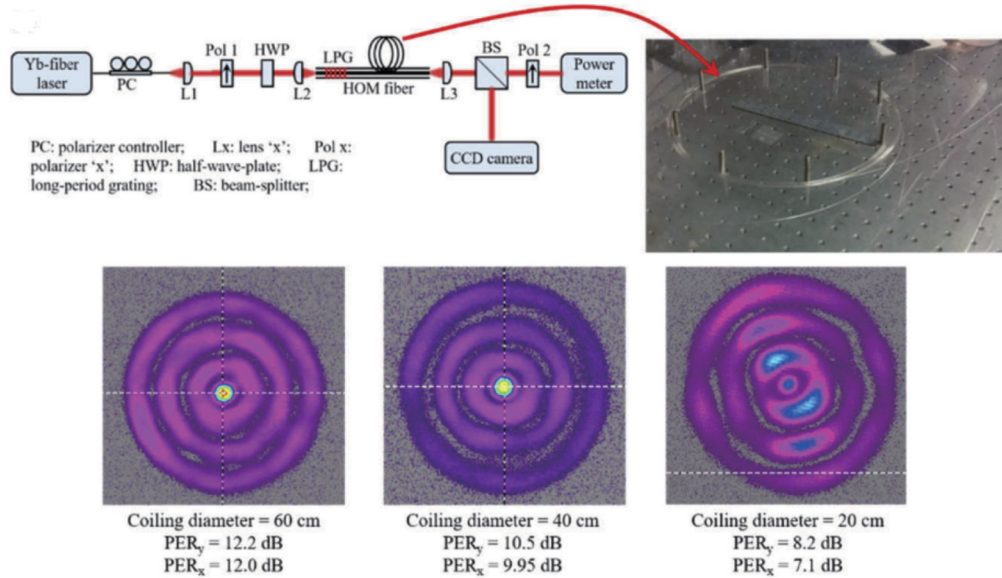 Yb-fiber
laser
PC
L1
Pol 1
HWP
L2
LPG
HOM fiber
L3
BS
Pol 2
Power
meter
CCD camera
PC: polarizer controller; Lx: lens ‘x’; Pol x:
polarizer ‘x’; HWP: half-wave-plate; LPG:
long-period grating; BS: beam-splitter;
Coiling diameter = 60 cm
PERy = 12.2 dB
PERx = 12.0 dB
Coiling diameter = 40 cm
PERy = 10.5 dB
PERx = 9.95 dB
Coiling diameter = 20 cm
PERy = 8.2 dB
PERx = 7.1 dB